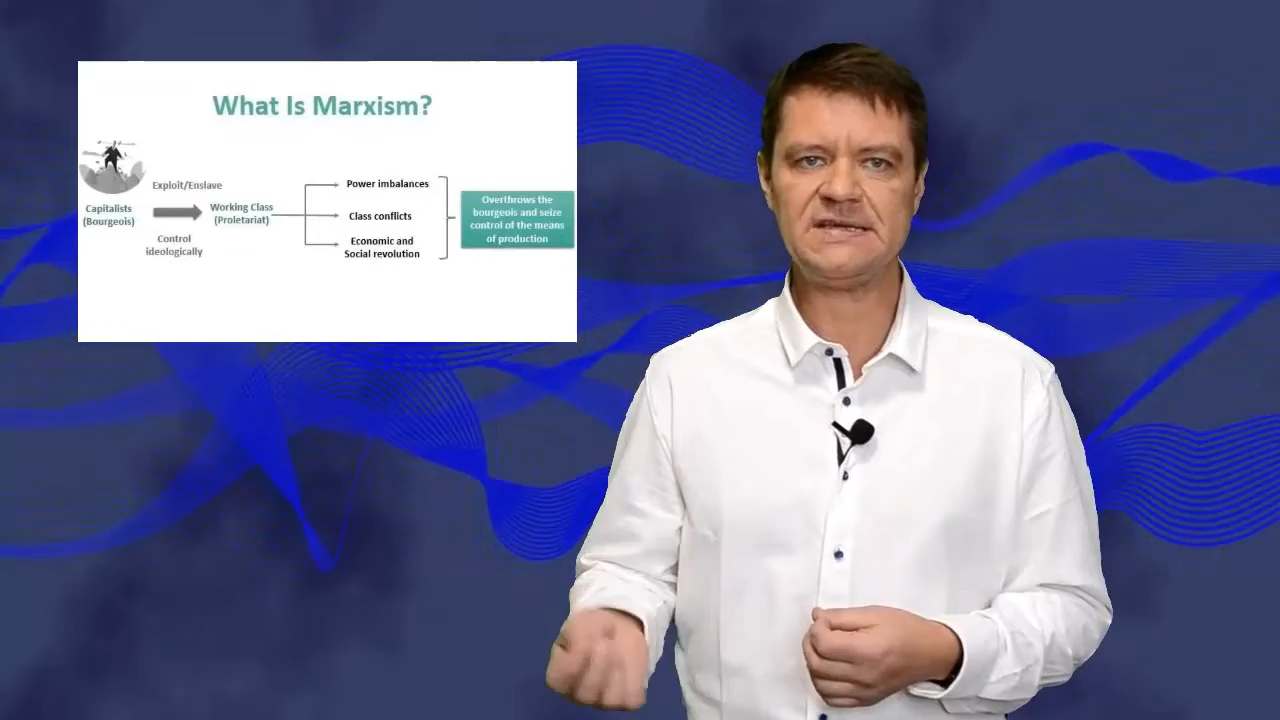 What Is Marxism?
Exploit/Enslave
Capitalists
(Bourgeois)
Control
ideologically
Working Class
(Proletariat)
Power imbalances
Class conflicts
Economic and
Social revolution
Overthrows the
bourgeois and seize
control of the means
of production